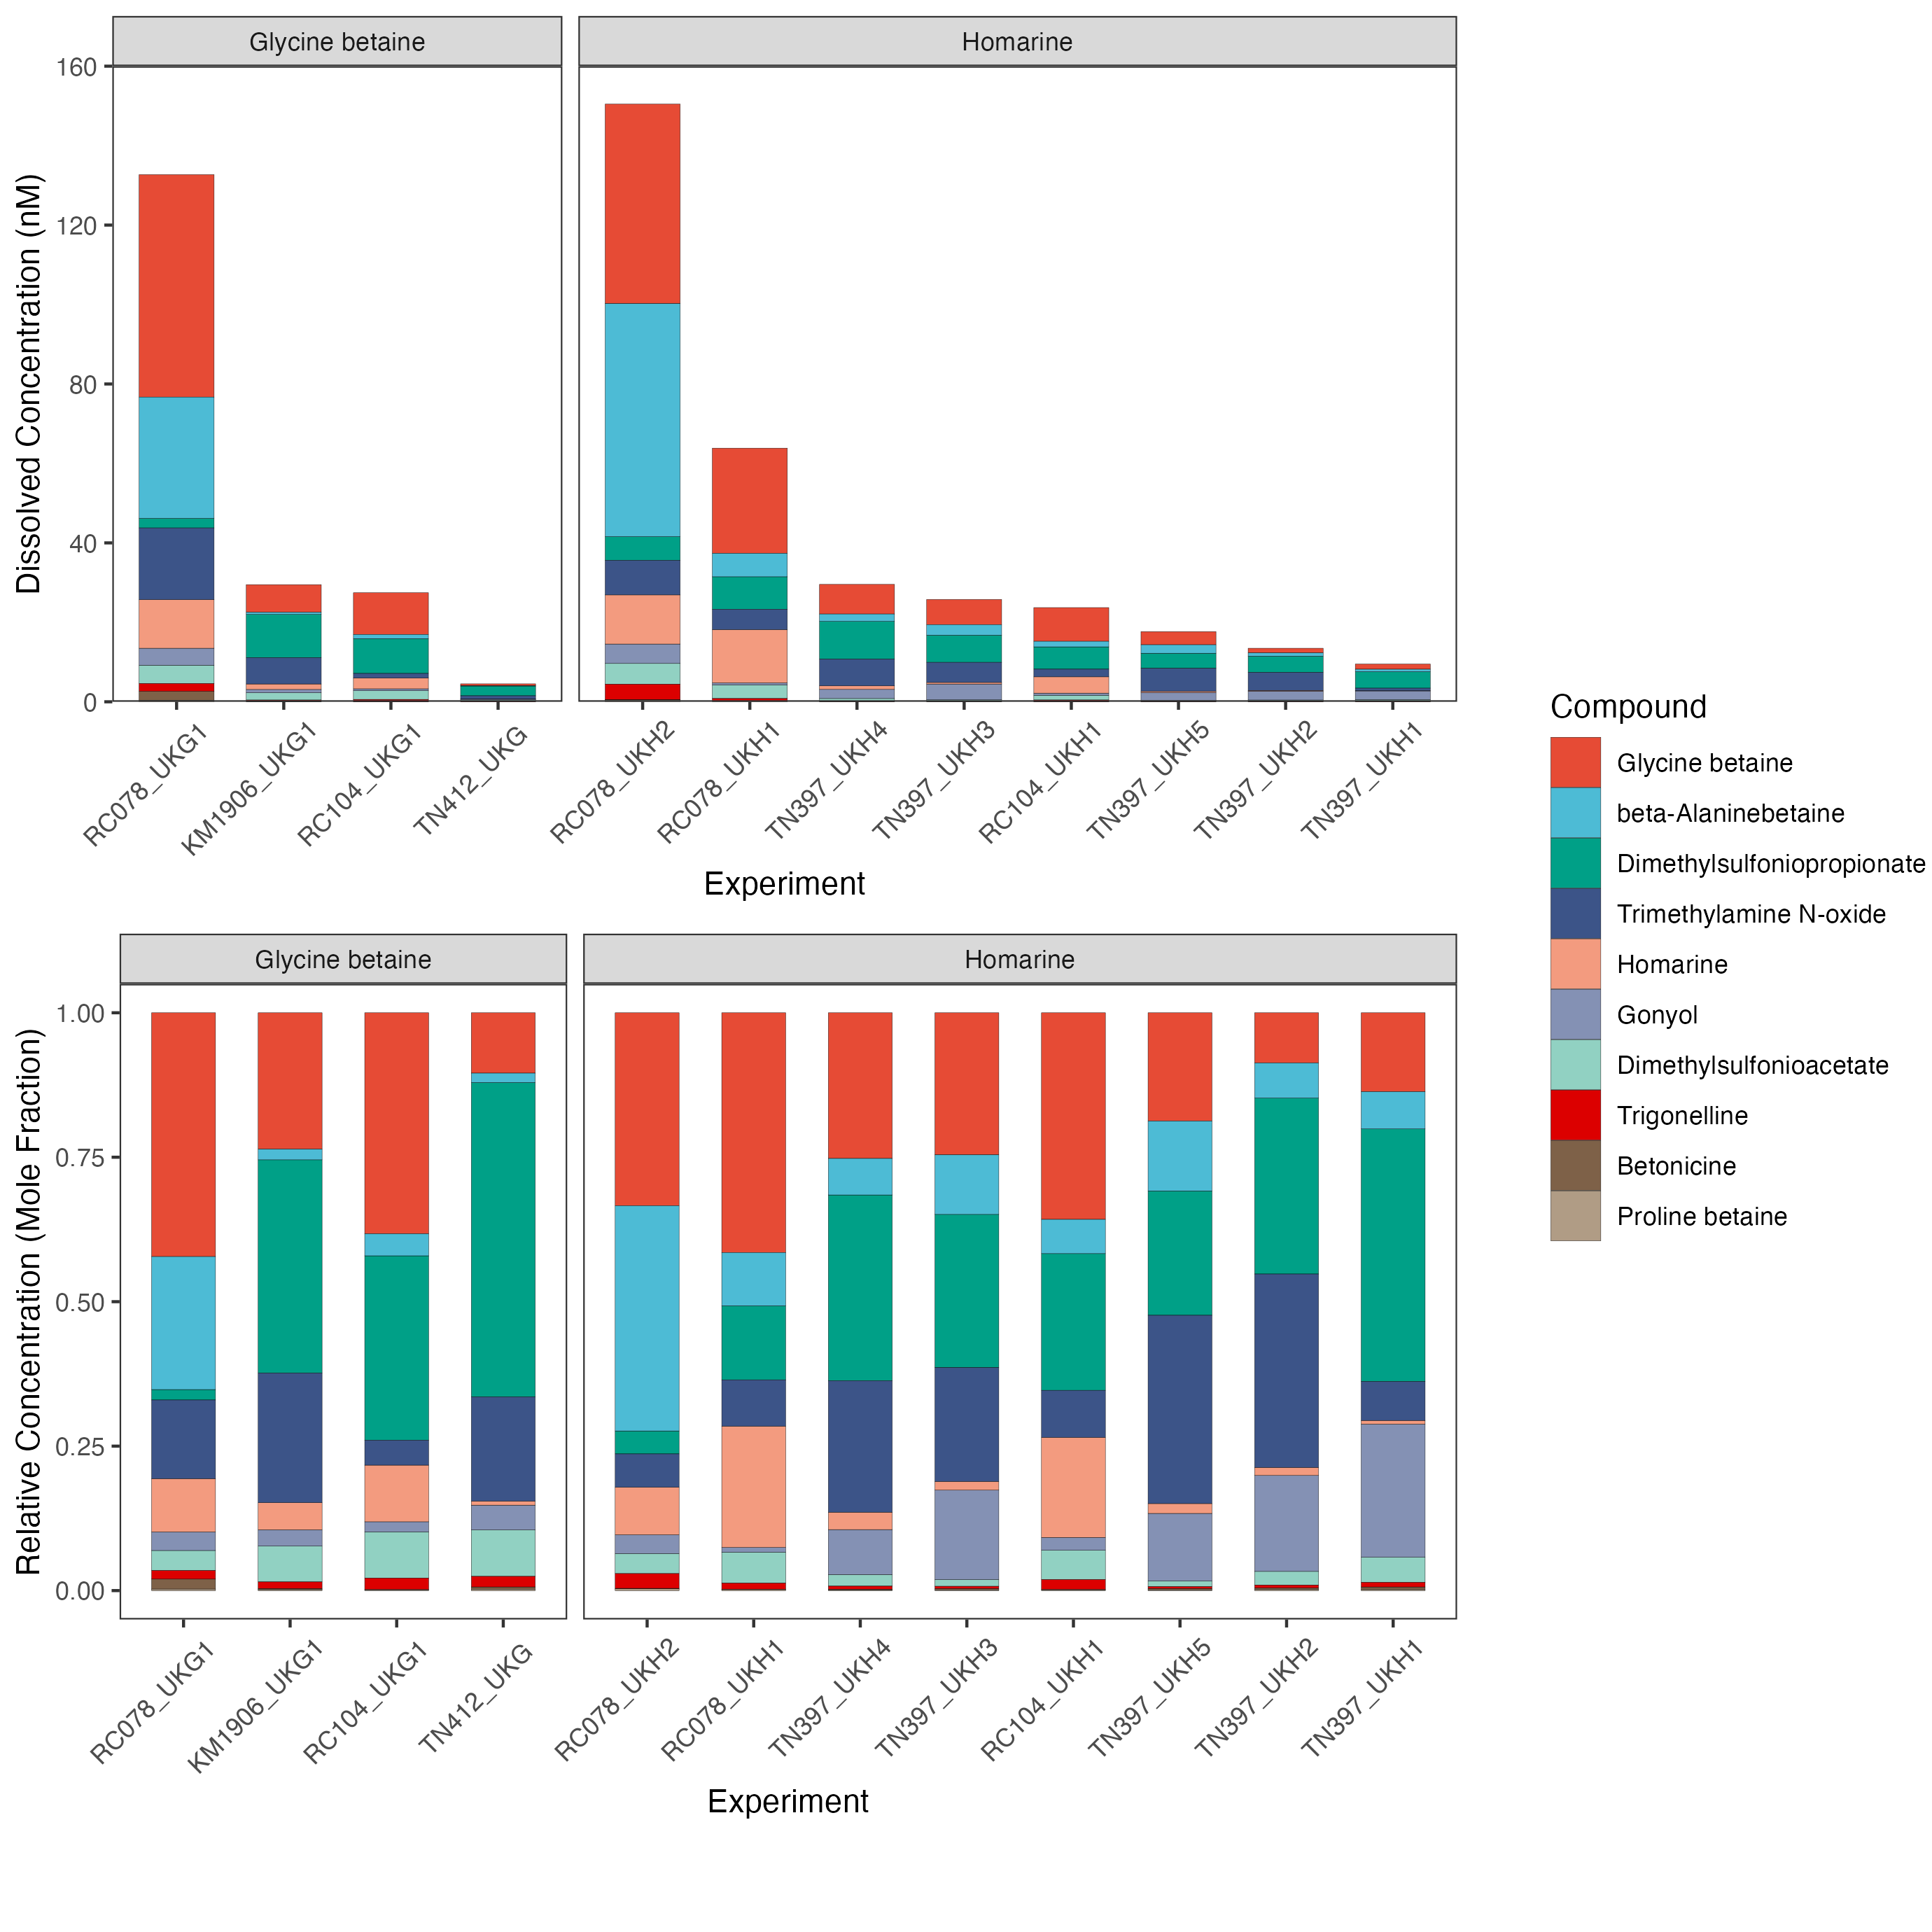 Glycine betaine
Homarine
Dissolved Concentration (nM)
160
120
80
40
0
RC078_UKG1
KM1906_UKG1
RC104_UKG1
TN412_UKG
RC078_UKH2
RC078_UKH1
TN397_UKH4
TN397_UKH3
RC104_UKH1
TN397_UKH5
TN397_UKH2
TN397_UKH1
Experiment
Compound
Glycine betaine
beta-Alaninebetaine
Dimethylsulfoniopropionate
Trimethylamine N-oxide
Homarine
Gonyol
Dimethylsulfonioacetate
Trigonelline
Betonicine
Proline betaine
Glycine betaine
Homarine
Relative Concentration (Mole Fraction)
1.00
0.75
0.50
0.25
0.00
RC078_UKG1
KM1906_UKG1
RC104_UKG1
TN412_UKG
RC078_UKH2
RC078_UKH1
TN397_UKH4
TN397_UKH3
RC104_UKH1
TN397_UKH5
TN397_UKH2
TN397_UKH1
Experiment